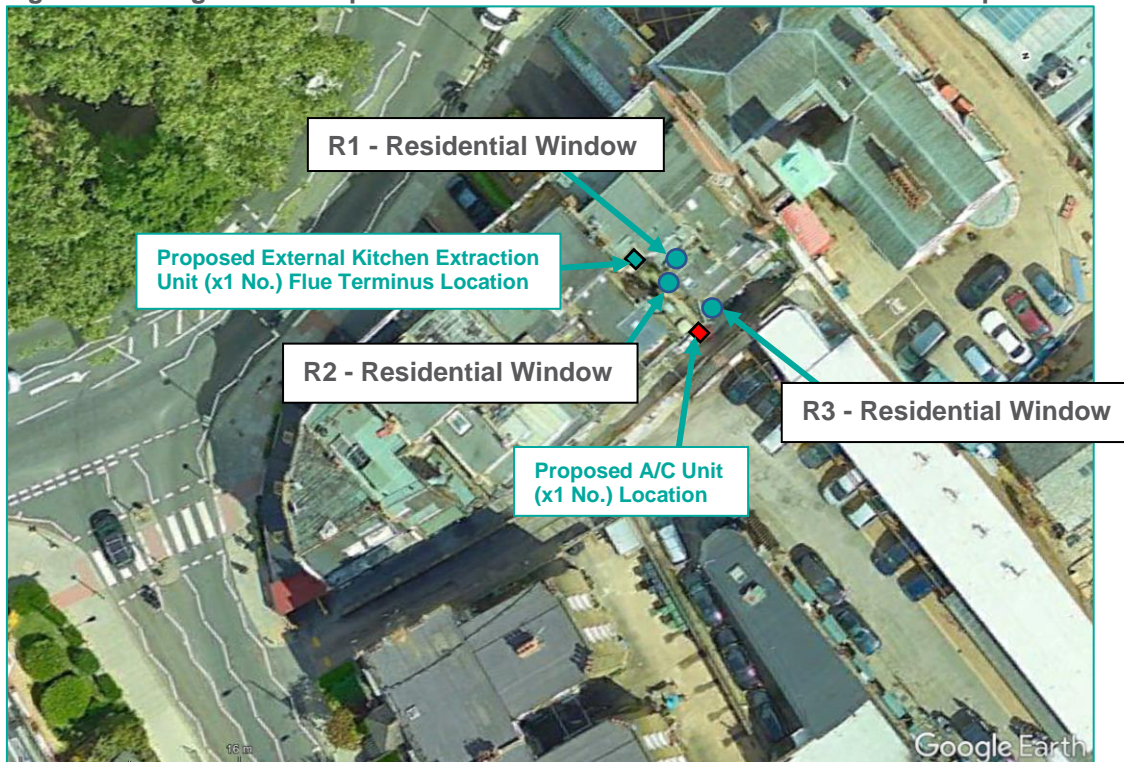 R1 - Residential Window
Proposed External Kitchen Extraction
Unit (x1 No.) Flue Terminus Location
R2 - Residential Window
R3 - Residential Window
Proposed A/C Unit
(x1 No.) Location
16 m
Google Earth